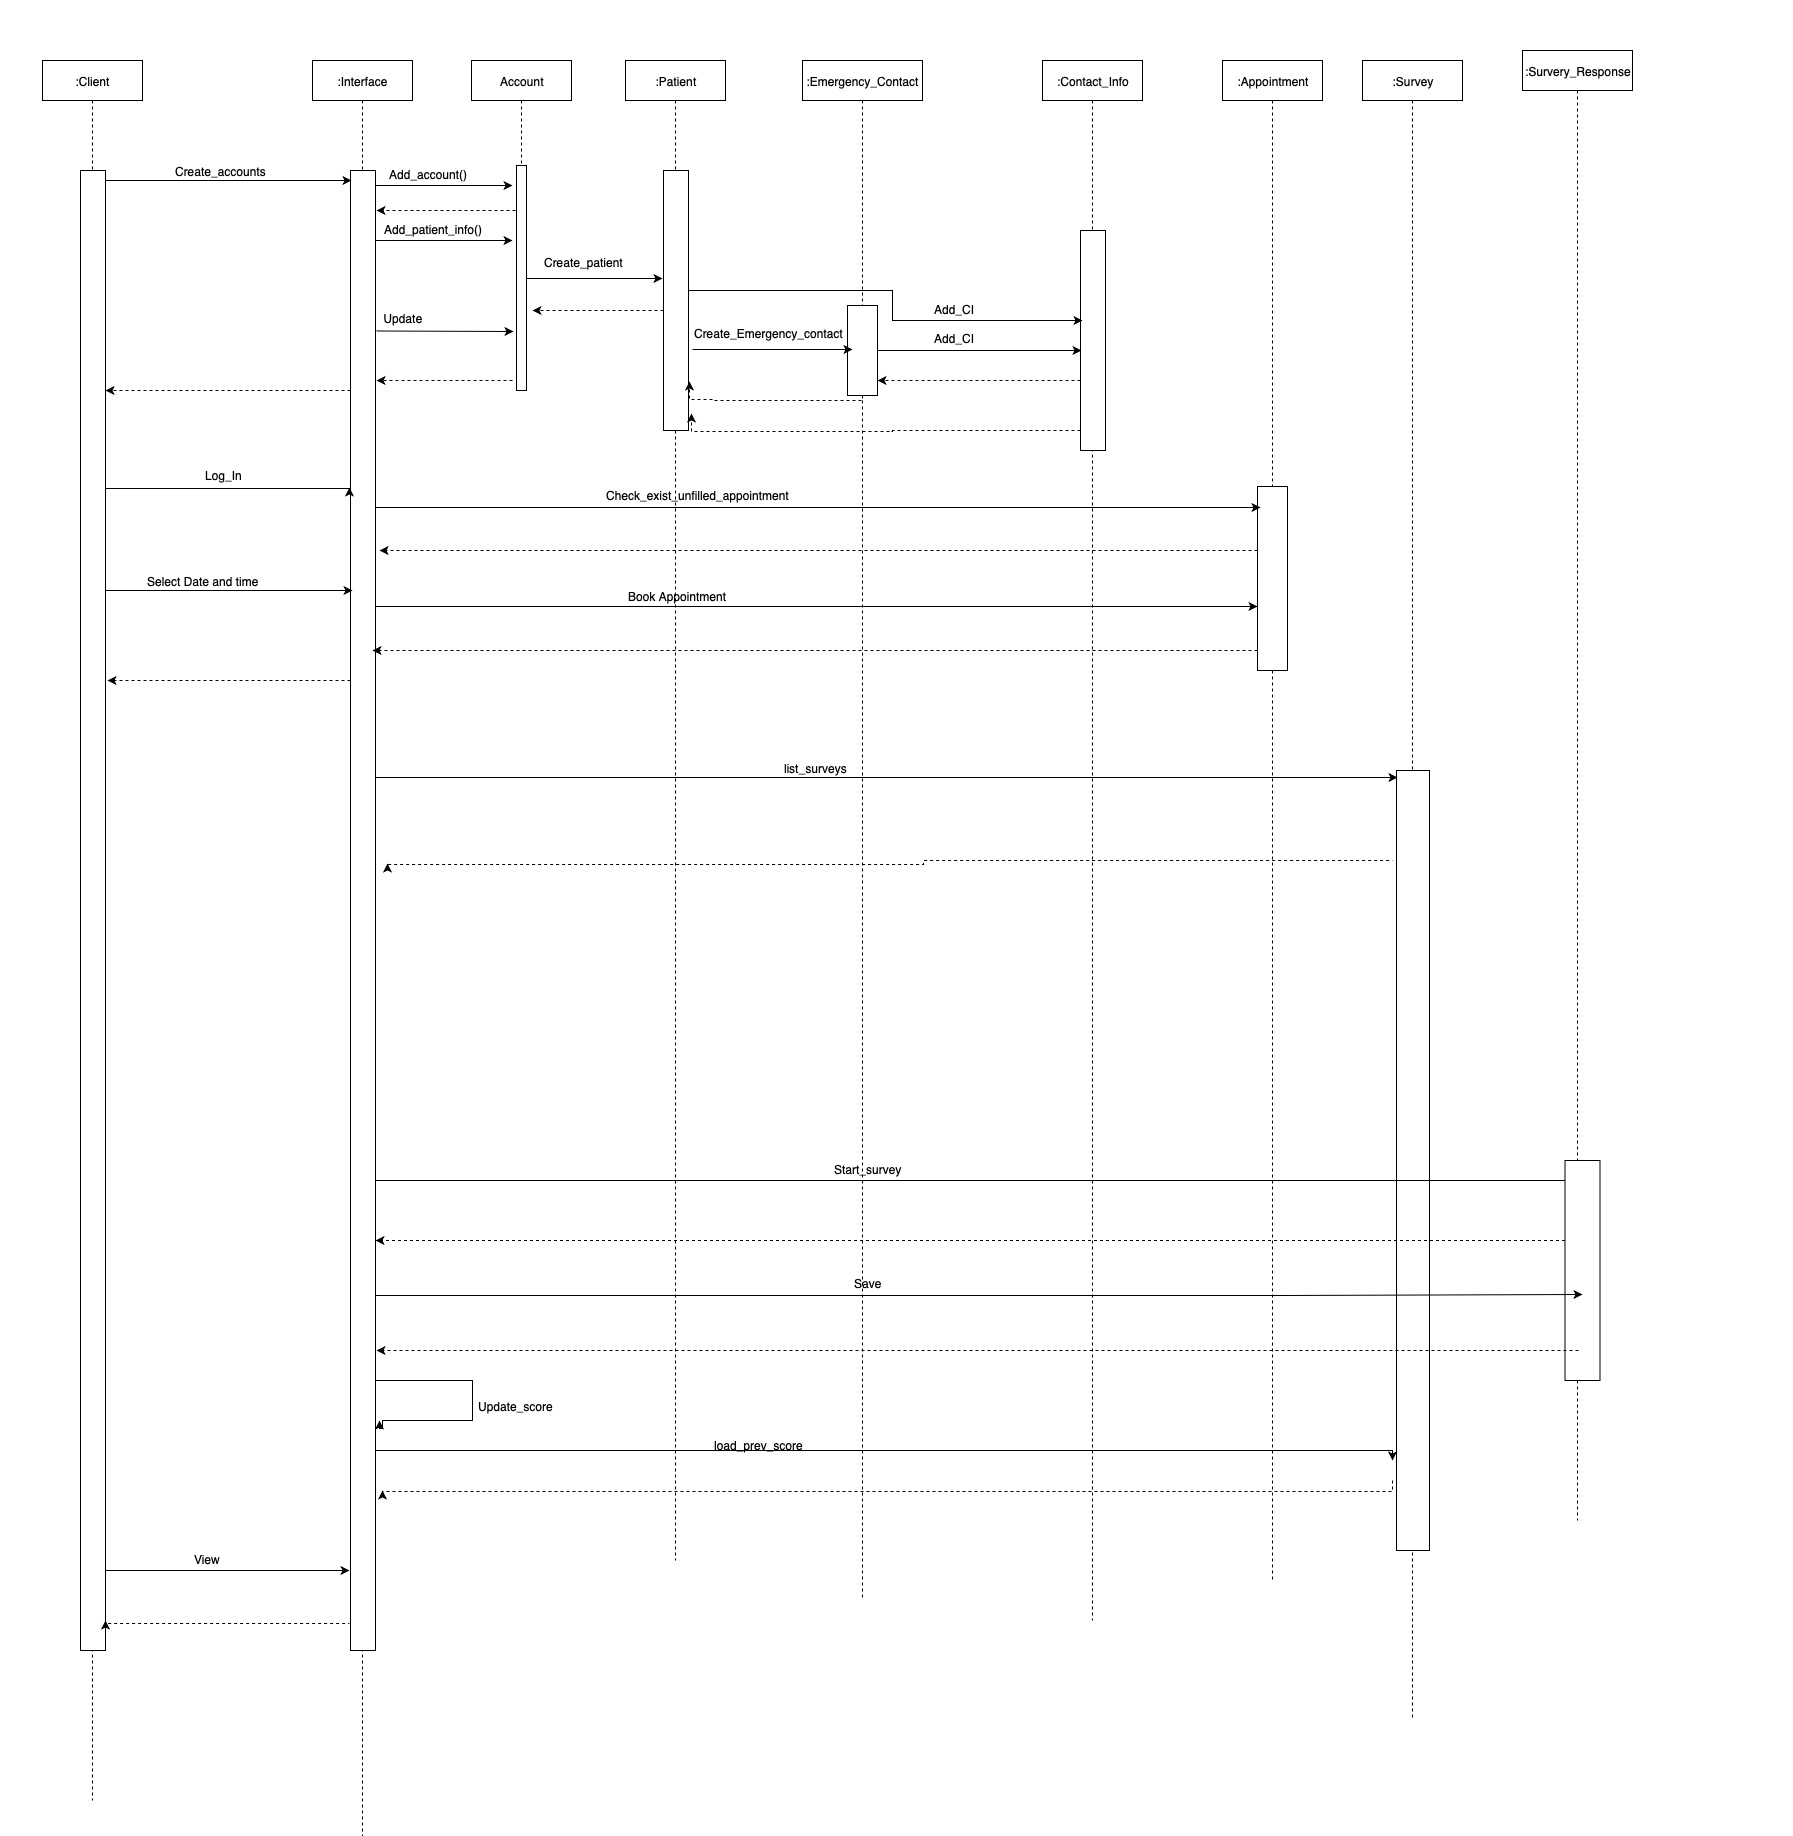 :Client
:Interface
Account
:Patient
:Emergency_Contact
:Contact_Info
:Appointment
:Survey
:Survery_Response
Create_accounts
Add_account()
Add_patient_info()
Create_patient
Add_CI
Update
Create_Emergency_contact
Add_CI
Log_In
Check_exist_unfilled_appointment
Select Date and time
Book Appointment
list_surveys
Start_survey
Save
Update_score
load_prev_score
View